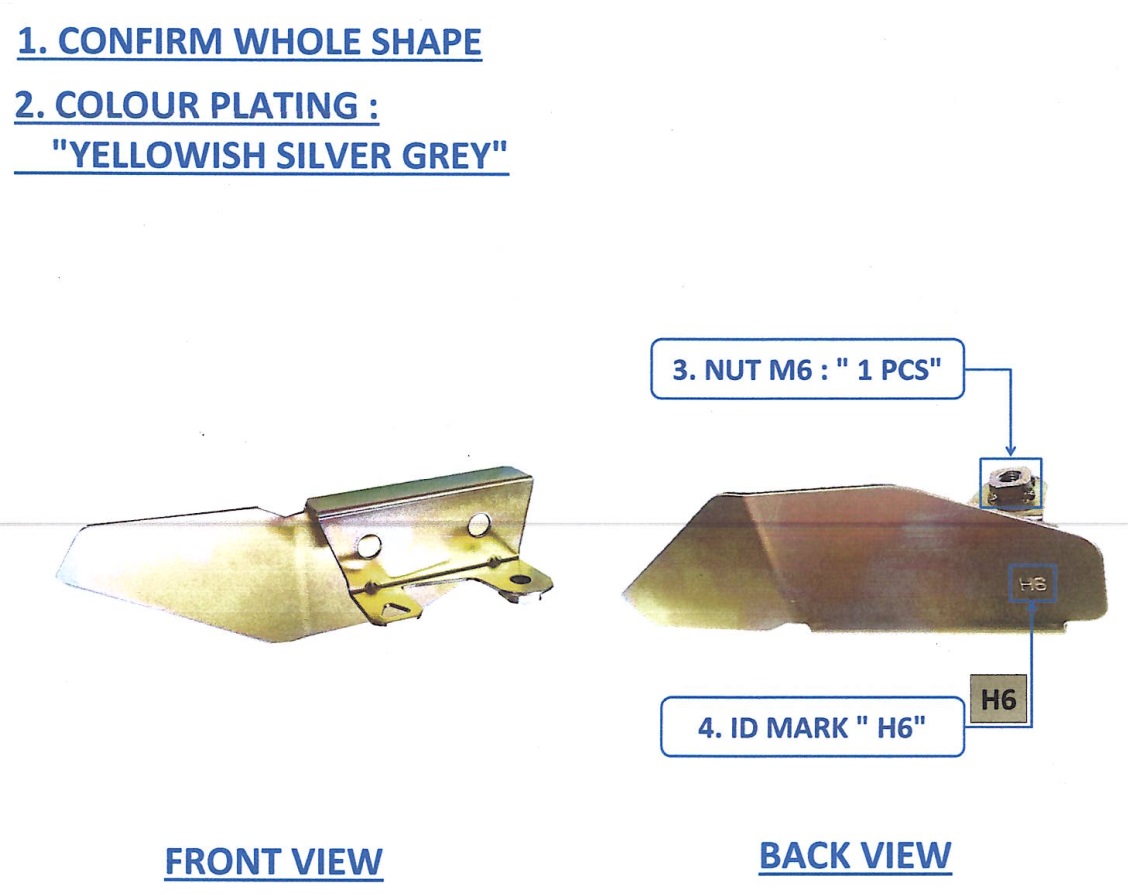 1. CONFIRM WHOLE SHAPE
2. COLOUR PLATING :
"YELLOWISH SILVER GREY"
3. NUT M6 : " 1 PCS"
H6
H6
4. ID MARK " H6"
FRONT VIEW
BACK VIEW